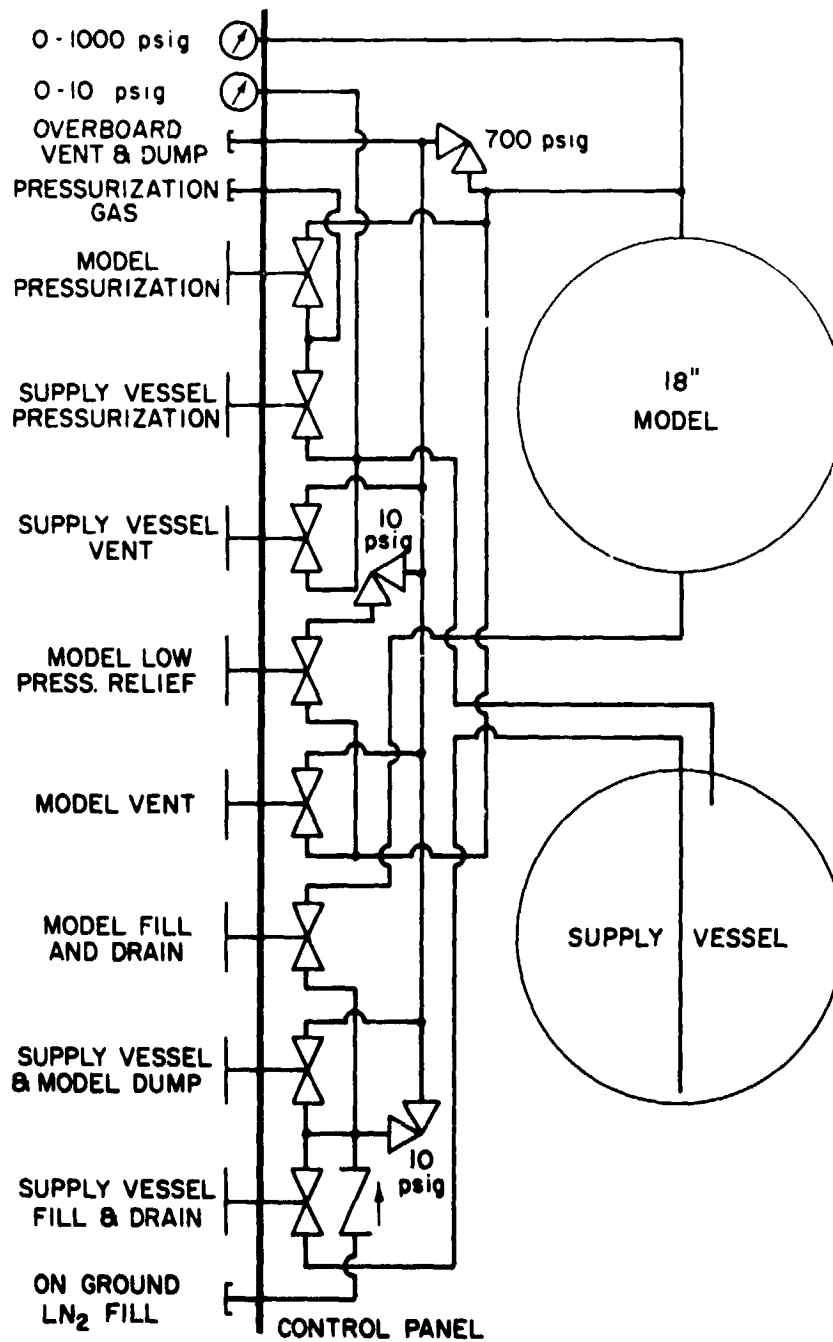 0-1000 psig
0-10 psig
OVERBOARD
VENT & DUMP
700 psig
PRESSURIZATION
GAS
MODEL
PRESSURIZATION
18"
MODEL
SUPPLY VESSEL
PRESSURIZATION
SUPPLY VESSEL
VENT
10
psig
MODEL LOW
PRESS. RELIEF
MODEL VENT
MODEL FILL
AND DRAIN
SUPPLY VESSEL
SUPPLY VESSEL
& MODEL DUMP
10
psig
SUPPLY VESSEL
FILL & DRAIN
ON GROUND
LN₂ FILL
CONTROL PANEL